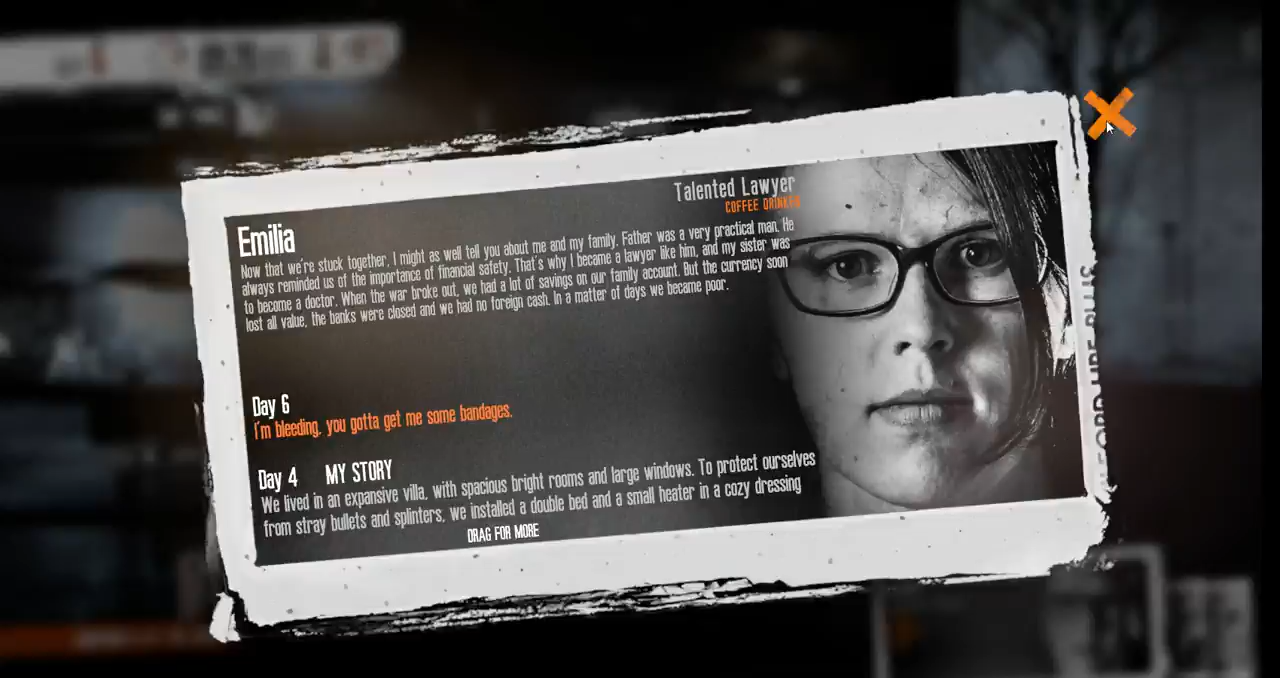 Talented Lawyer
COFFEE DRINKER
Emilia
Now that we're stuck together, I might as well tell you about me and my family. Father was a very practical man. He
always reminded us of the importance of financial safety. That's why I became a lawyer like him, and my sister was
to become a doctor. When the war broke out, we had a lot of savings on our family account. But the currency soon
lost all value, the banks were closed and we had no foreign cash. In a matter of days we became poor.
Day 6
I'm bleeding, you gotta get me some bandages.
Day 4 MY STORY
We lived in an expansive villa, with spacious bright rooms and large windows. To protect ourselves
from stray bullets and splinters, we installed a double bed and a small heater in a cozy dressing
DRAG FOR MORE